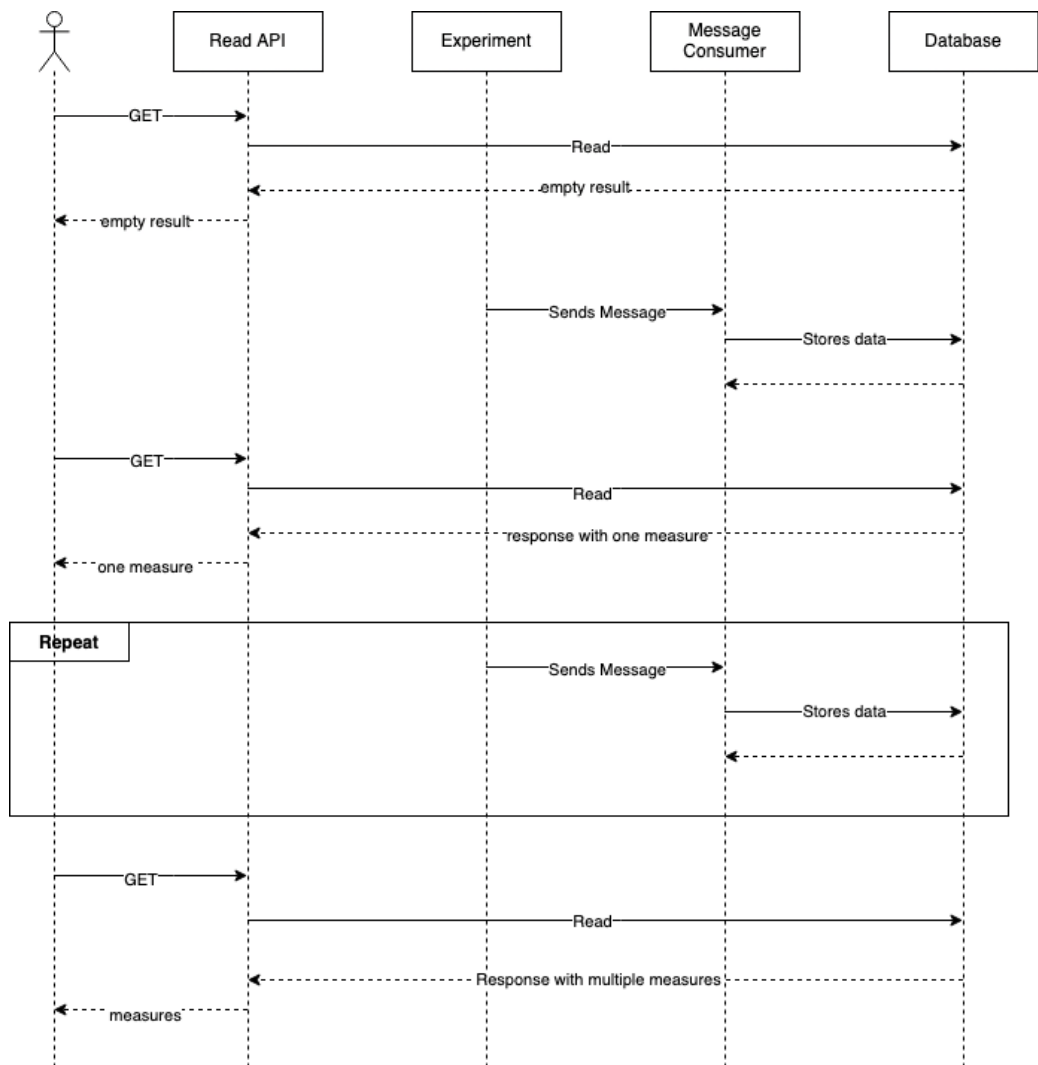 Read API
Experiment
Message
Consumer
Database
GET
Read
empty result
empty result
Sends Message
Stores data
GET
Read
response with one measure
one measure
Repeat
Sends Message
Stores data
GET
Read
Response with multiple measures
measures